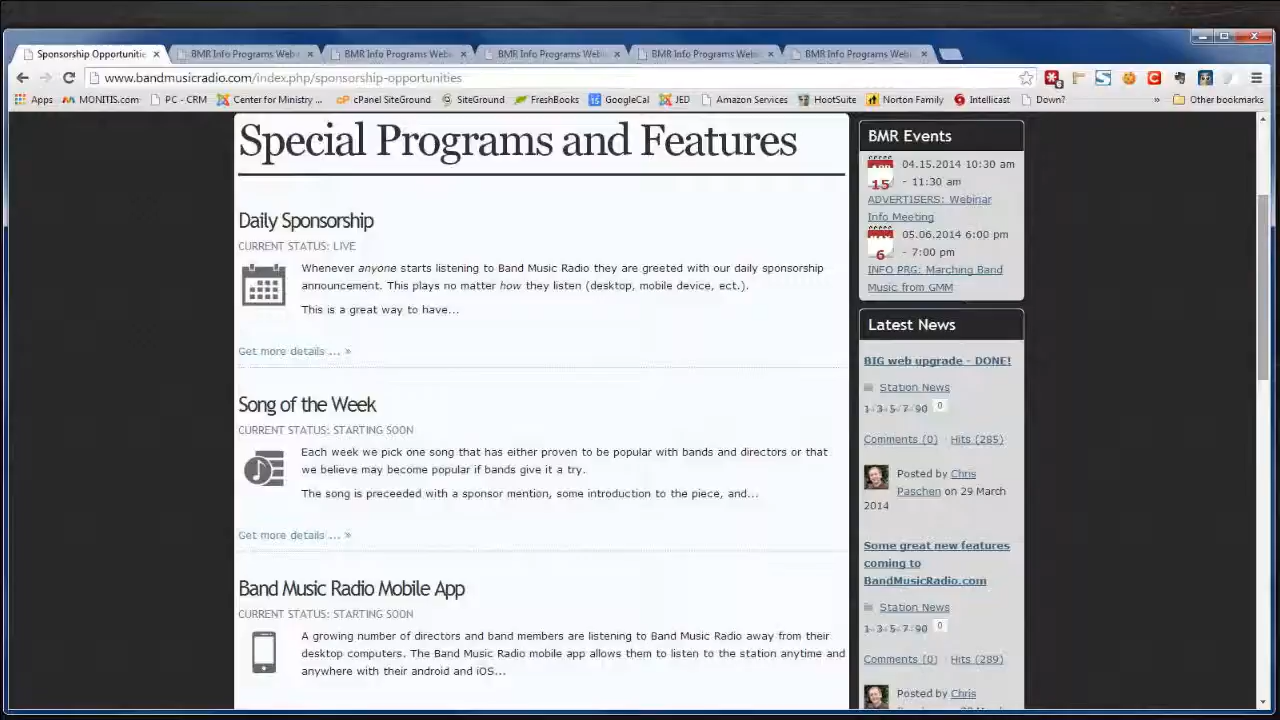 Sponsorship Opportunitie
BMR Info Programs Web
BMR Info Programs Web
BMR Info Programs Web
BMR Info Programs Web
BMR Info Programs Web
www.bandmusicradio.com/index.php/sponsorship-opportunities
Apps MONITIS.com PC - CRM Center for Ministry ... cPanel SiteGround SiteGround FreshBooks GoogleCal JED Amazon Services HootSuite Norton Family Intellicast Down? » Other bookmarks
Special Programs and Features
Daily Sponsorship
CURRENT STATUS: LIVE
Whenever anyone starts listening to Band Music Radio they are greeted with our daily sponsorship
announcement. This plays no matter how they listen (desktop, mobile device, ect.).
This is a great way to have...
Get more details ... »
Song of the Week
CURRENT STATUS: STARTING SOON
Each week we pick one song that has either proven to be popular with bands and directors or that
we believe may become popular if bands give it a try.
The song is preceeded with a sponsor mention, some introduction to the piece, and...
Get more details ... »
Band Music Radio Mobile App
CURRENT STATUS: STARTING SOON
A growing number of directors and band members are listening to Band Music Radio away from their
desktop computers. The Band Music Radio mobile app allows them to listen to the station anytime and
anywhere with their android and iOS...
BMR Events
15
04.15.2014 10:30 am
- 11:30 am
ADVERTISERS: Webinar
Info Meeting
6
05.06.2014 6:00 pm
- 7:00 pm
INFO PRG: Marching Band
Music from GMM
Latest News
BIG web upgrade - DONE!
Station News
1 3 5 7 90 0
Comments (0) Hits (285)
Posted by Chris
Paschen on 29 March
2014
Some great new features
coming to
BandMusicRadio.com
Station News
1 3 5 7 90 0
Comments (0) Hits (289)
Posted by Chris